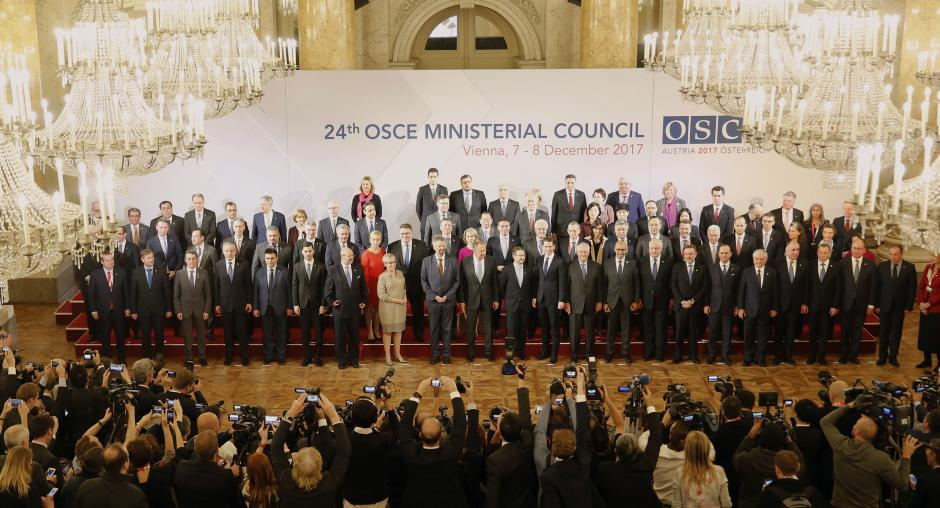 24th OSCE MINISTERIAL COUNCIL
Vienna, 7 - 8 December 2017
OSC
AUSTRIA 2017 ÖSTERREICH